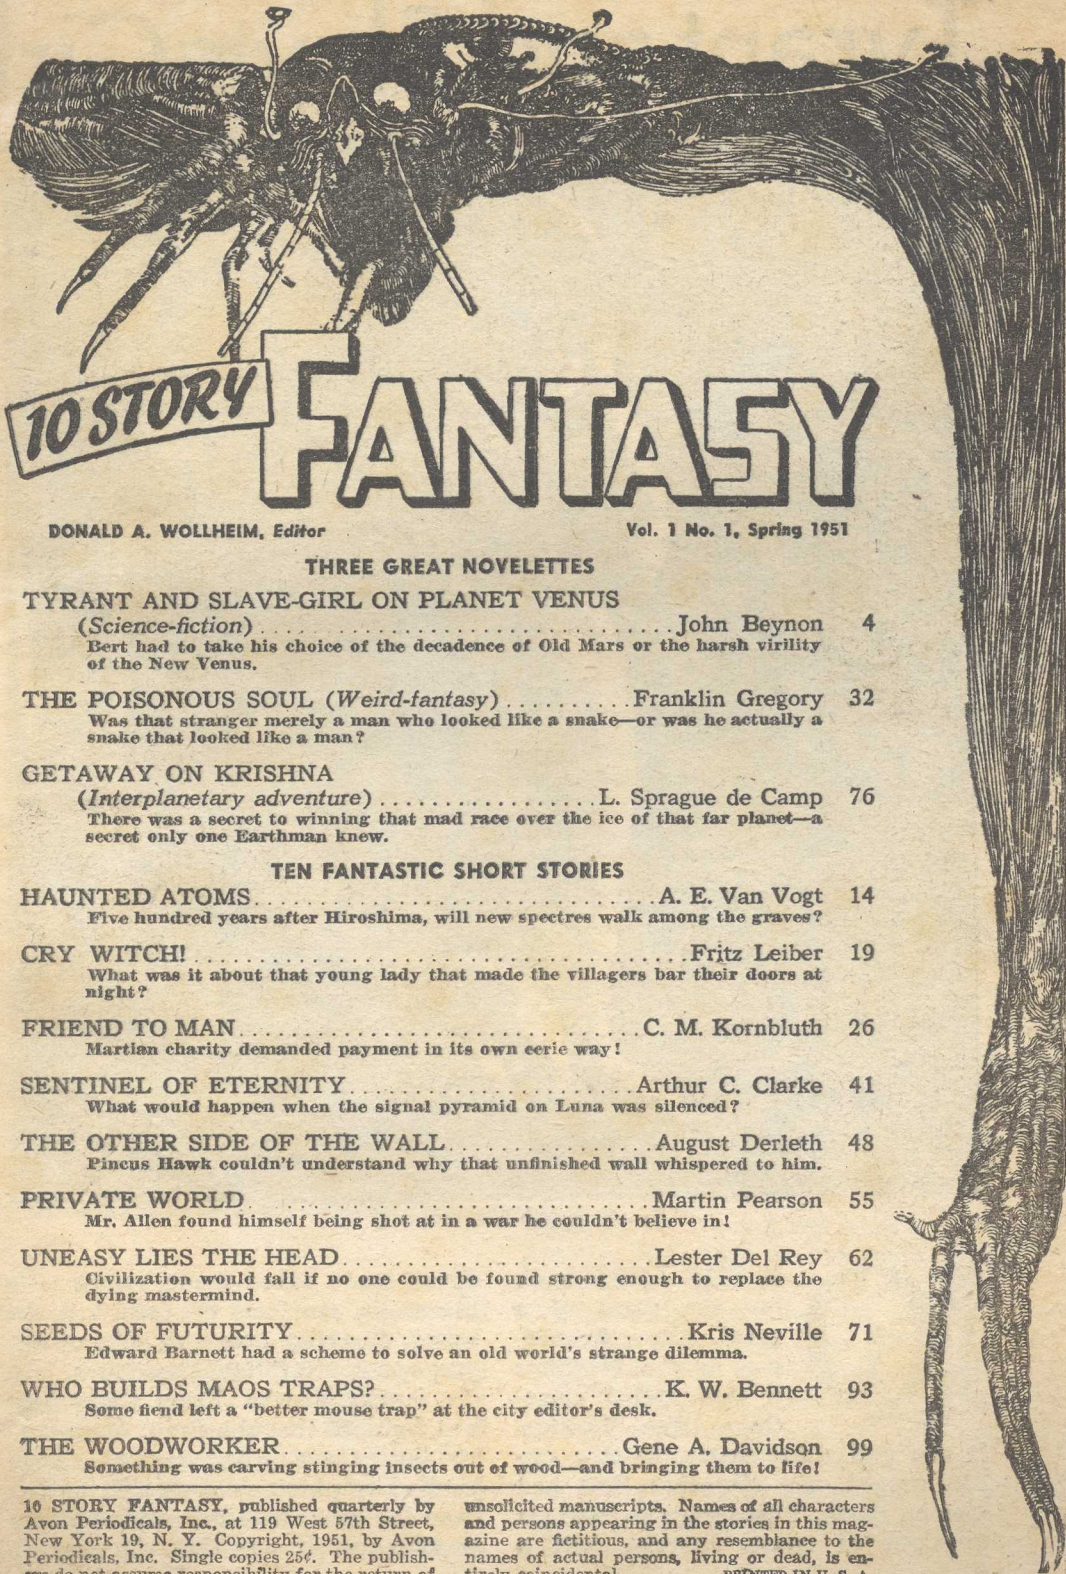 10 STORY
FANTASY
DONALD A. WOLLHEIM, Editor Vol. 1 No. 1, Spring 1951
THREE GREAT NOVELETTES
TYRANT AND SLAVE-GIRL ON PLANET VENUS
(Science-fiction) . . . . . . . . . . . . . . . . . . . . . . . . . . . . . . . John Beynon 4
Bert had to take his choice of the decadence of Old Mars or the harsh virility
of the New Venus.
THE POISONOUS SOUL (Weird-fantasy) . . . . . . . . . . Franklin Gregory 32
Was that stranger merely a man who looked like a snake—or was he actually a
snake that looked like a man?
GETAWAY ON KRISHNA
(Interplanetary adventure) . . . . . . . . . . . . . . . . . L. Sprague de Camp 76
There was a secret to winning that mad race over the ice of that far planet—a
secret only one Earthman knew.
TEN FANTASTIC SHORT STORIES
HAUNTED ATOMS. . . . . . . . . . . . . . . . . . . . . . . . . . . . . . . A. E. Van Vogt 14
Five hundred years after Hiroshima, will new spectres walk among the graves?
CRY WITCH! . . . . . . . . . . . . . . . . . . . . . . . . . . . . . . . . . . . . Fritz Leiber 19
What was it about that young lady that made the villagers bar their doors at
night?
FRIEND TO MAN. . . . . . . . . . . . . . . . . . . . . . . . . . . . . . C. M. Kornbluth 26
Martian charity demanded payment in its own eerie way!
SENTINEL OF ETERNITY. . . . . . . . . . . . . . . . . . . . . . Arthur C. Clarke 41
What would happen when the signal pyramid on Luna was silenced?
THE OTHER SIDE OF THE WALL. . . . . . . . . . . . . . . . August Derleth 48
Pincus Hawk couldn't understand why that unfinished wall whispered to him.
PRIVATE WORLD. . . . . . . . . . . . . . . . . . . . . . . . . . . . . Martin Pearson 55
Mr. Allen found himself being shot at in a war he couldn't believe in!
UNEASY LIES THE HEAD. . . . . . . . . . . . . . . . . . . . . . . . Lester Del Rey 62
Civilization would fall if no one could be found strong enough to replace the
dying mastermind.
SEEDS OF FUTURITY. . . . . . . . . . . . . . . . . . . . . . . . . . . . . . Kris Neville 71
Edward Barnett had a scheme to solve an old world's strange dilemma.
WHO BUILDS MAOS TRAPS?. . . . . . . . . . . . . . . . . . . . . . K. W. Bennett 93
Some fiend left a "better mouse trap" at the city editor's desk.
THE WOODWORKER. . . . . . . . . . . . . . . . . . . . . . . . . . Gene A. Davidson 99
Something was carving stinging insects out of wood—and bringing them to life!
10 STORY FANTASY, published quarterly by
Avon Periodicals, Inc., at 119 West 57th Street,
New York 19, N. Y. Copyright, 1951, by Avon
Periodicals, Inc. Single copies 25¢. The publish-
ers do not assume responsibility for the return of
unsolicited manuscripts. Names of all characters
and persons appearing in the stories in this mag-
azine are fictitious, and any resemblance to the
names of actual persons, living or dead, is en-
tirely coincidental. PRINTED IN U. S. A.